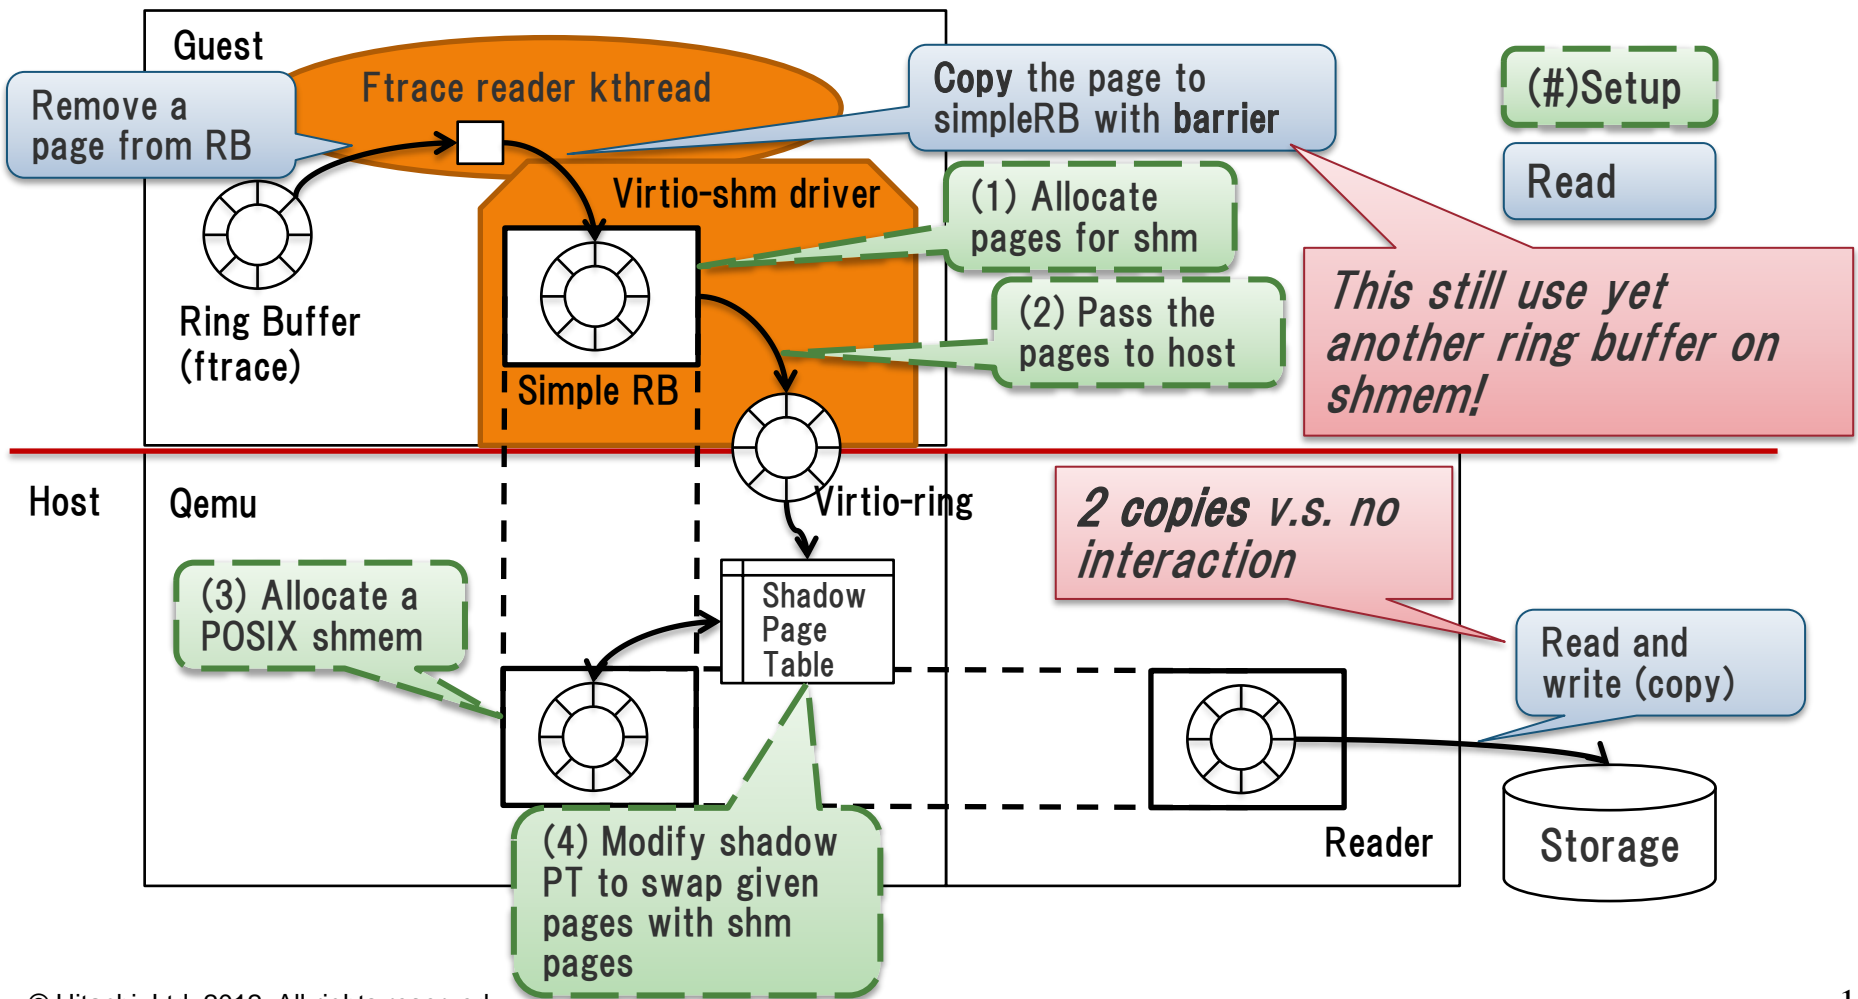 Guest
Ftrace reader kthread
Remove a
page from RB
Copy the page to
simpleRB with barrier
(#)Setup
Read
Virtio-shm driver
(1) Allocate
pages for shm
(2) Pass the
pages to host
This still use yet
another ring buffer on
shmem!
Ring Buffer
(ftrace)
Simple RB
Host
Qemu
Virtio-ring
2 copies v.s. no
interaction
(3) Allocate a
POSIX shmem
Shadow
Page
Table
Read and
write (copy)
(4) Modify shadow
PT to swap given
pages with shm
pages
Reader
Storage